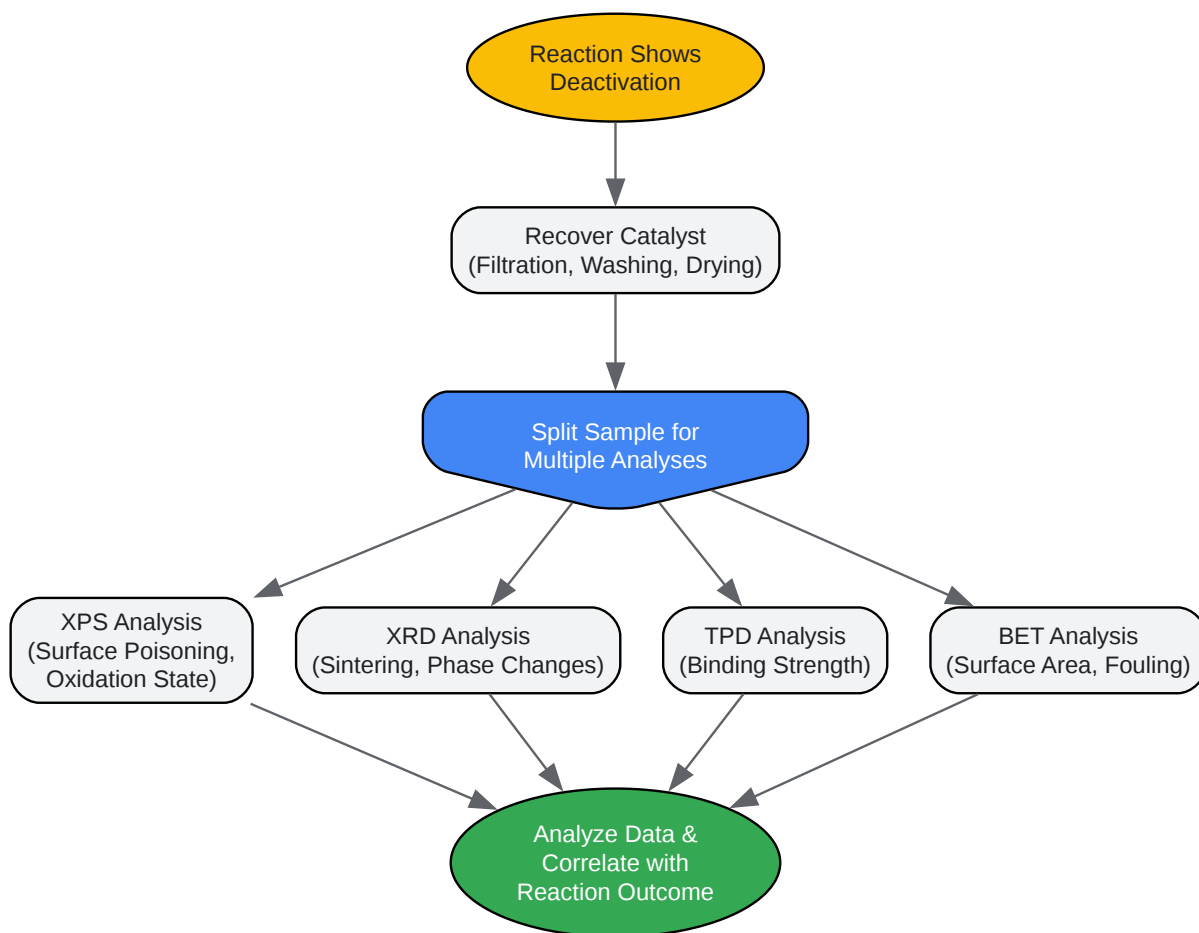 Reaction Shows
Deactivation
Recover Catalyst
(Filtration, Washing, Drying)
Split Sample for
Multiple Analyses
XPS Analysis
(Surface Poisoning,
Oxidation State)
XRD Analysis
(Sintering, Phase Changes)
TPD Analysis
(Binding Strength)
BET Analysis
(Surface Area, Fouling)
Analyze Data &
Correlate with
Reaction Outcome